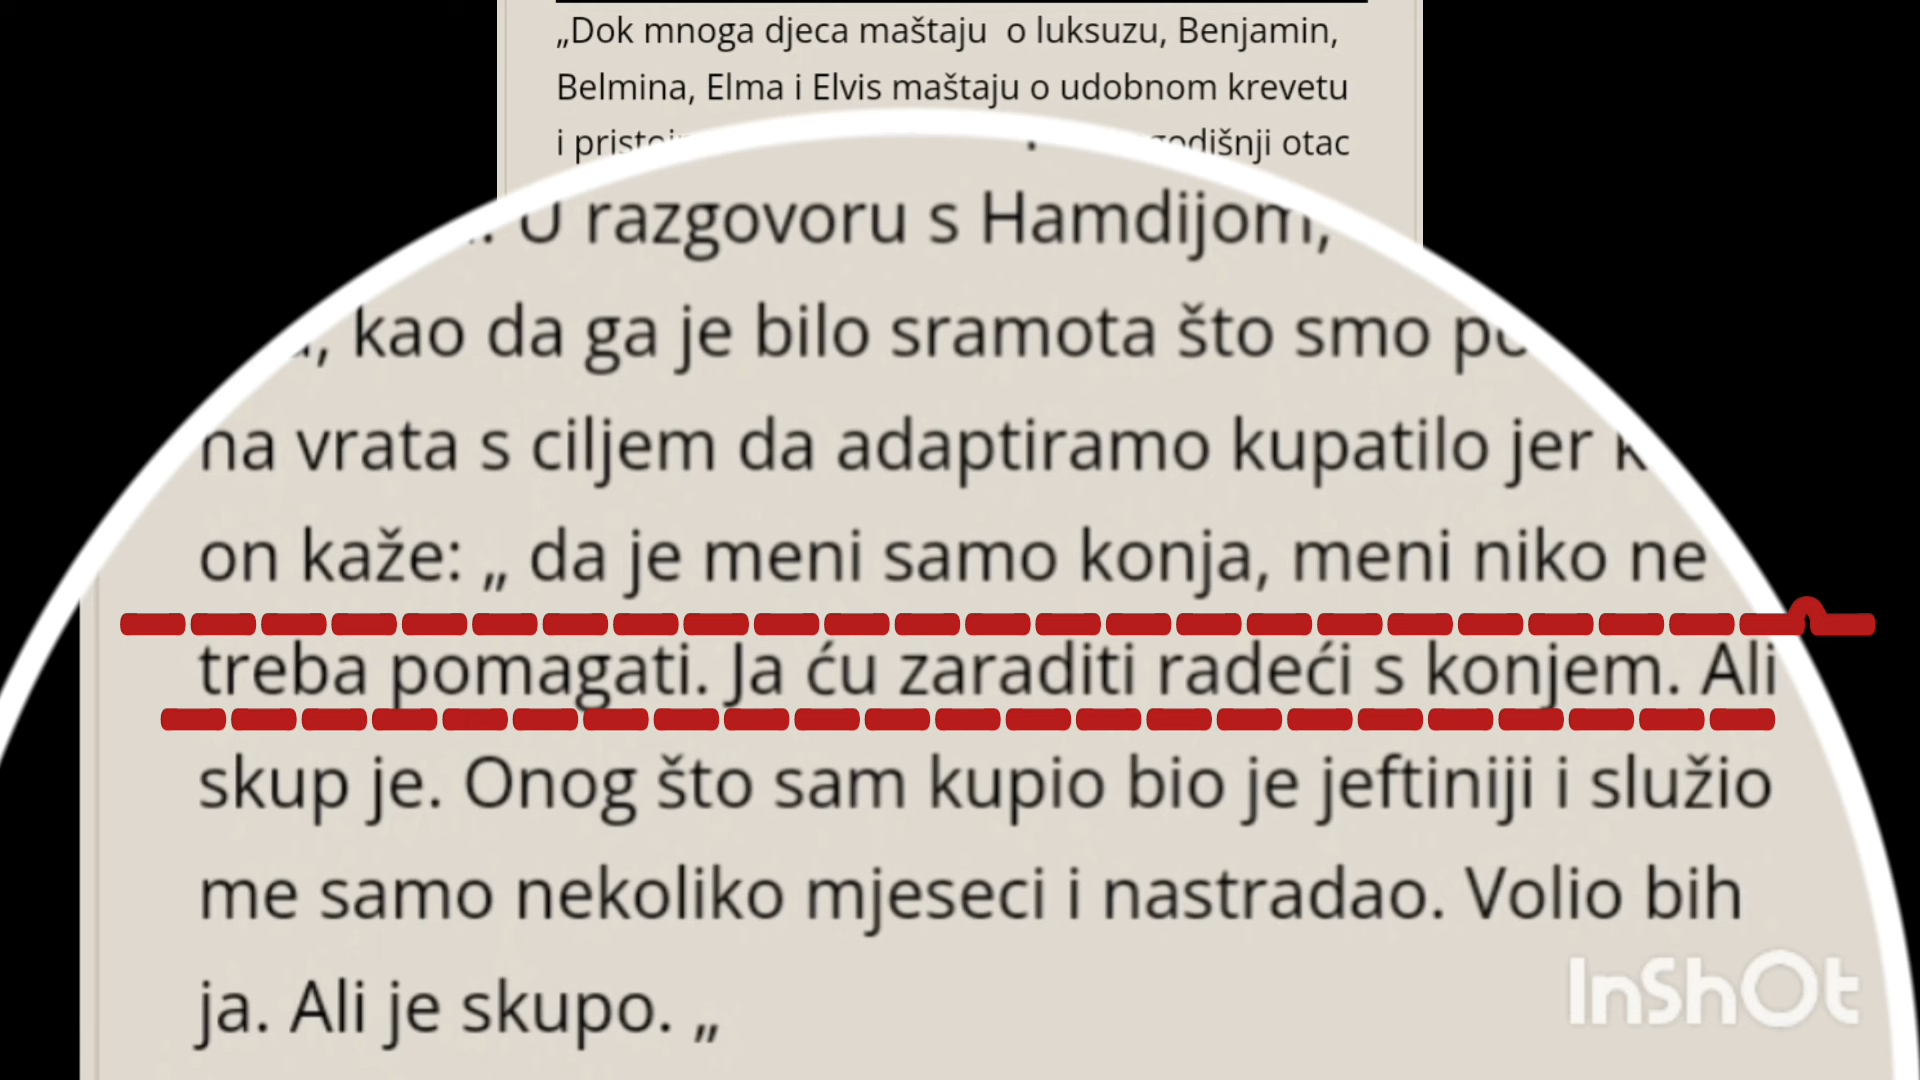 „Dok mnoga djeca maštaju o luksuzu, Benjamin,
Belmina, Elma i Elvis maštaju o udobnom krevetu
i godišnji otac
U razgovoru s Hamdijom,
kao da ga je bilo sramota što smo
na vrata s ciljem da adaptiramo kupatilo jer
on kaže: „ da je meni samo konja, meni niko ne
treba pomagati. Ja ću zaraditi radeći s konjem. Ali
skup je. Onog što sam kupio bio je jeftiniji i služio
me samo nekoliko mjeseci i nastradao. Volio bih
ja. Ali je skupo. „
InShOt